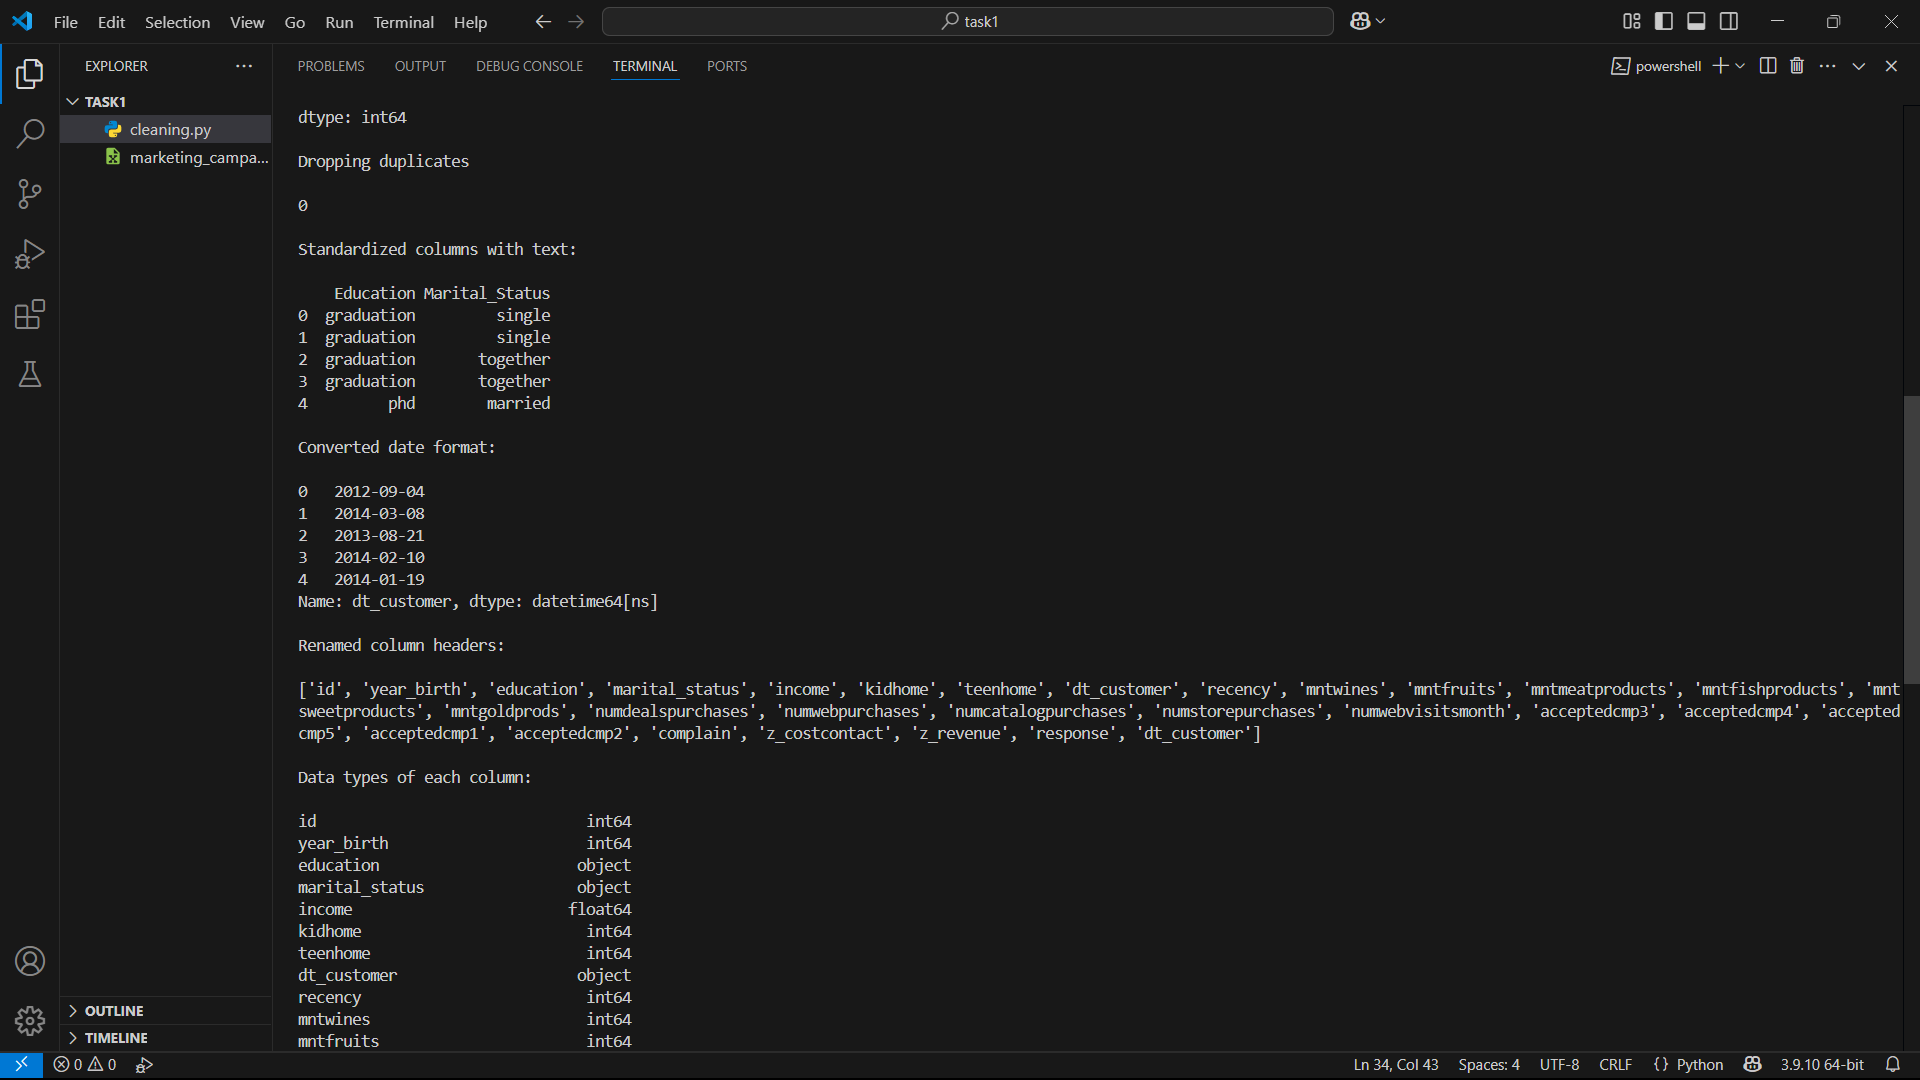 File Edit Selection View Go Run Terminal Help
task1
EXPLORER
PROBLEMS OUTPUT DEBUG CONSOLE TERMINAL PORTS
powershell
TASK1
cleaning.py
marketing_campa...
dtype: int64
Dropping duplicates
0
Standardized columns with text:
Education Marital_Status
0 graduation single
1 graduation single
2 graduation together
3 graduation together
4 phd married
Converted date format:
0 2012-09-04
1 2014-03-08
2 2013-08-21
3 2014-02-10
4 2014-01-19
Name: dt_customer, dtype: datetime64[ns]
Renamed column headers:
['id', 'year_birth', 'education', 'marital_status', 'income', 'kidhome', 'teenhome', 'dt_customer', 'recency', 'mntwines', 'mntfruits', 'mntmeatproducts', 'mntfishproducts', 'mnt
sweetproducts', 'mntgoldprods', 'numdealspurchases', 'numwebpurchases', 'numcatalogpurchases', 'numstorepurchases', 'numwebvisitsmonth', 'acceptedcmp3', 'acceptedcmp4', 'accepted
cmp5', 'acceptedcmp1', 'acceptedcmp2', 'complain', 'z_costcontact', 'z_revenue', 'response', 'dt_customer']
Data types of each column:
id int64
year_birth int64
education object
marital_status object
income float64
kidhome int64
teenhome int64
dt_customer object
recency int64
mntwines int64
mntfruits int64
OUTLINE
TIMELINE
0 0
Ln 34, Col 43 Spaces: 4 UTF-8 CRLF {} Python 3.9.10 64-bit